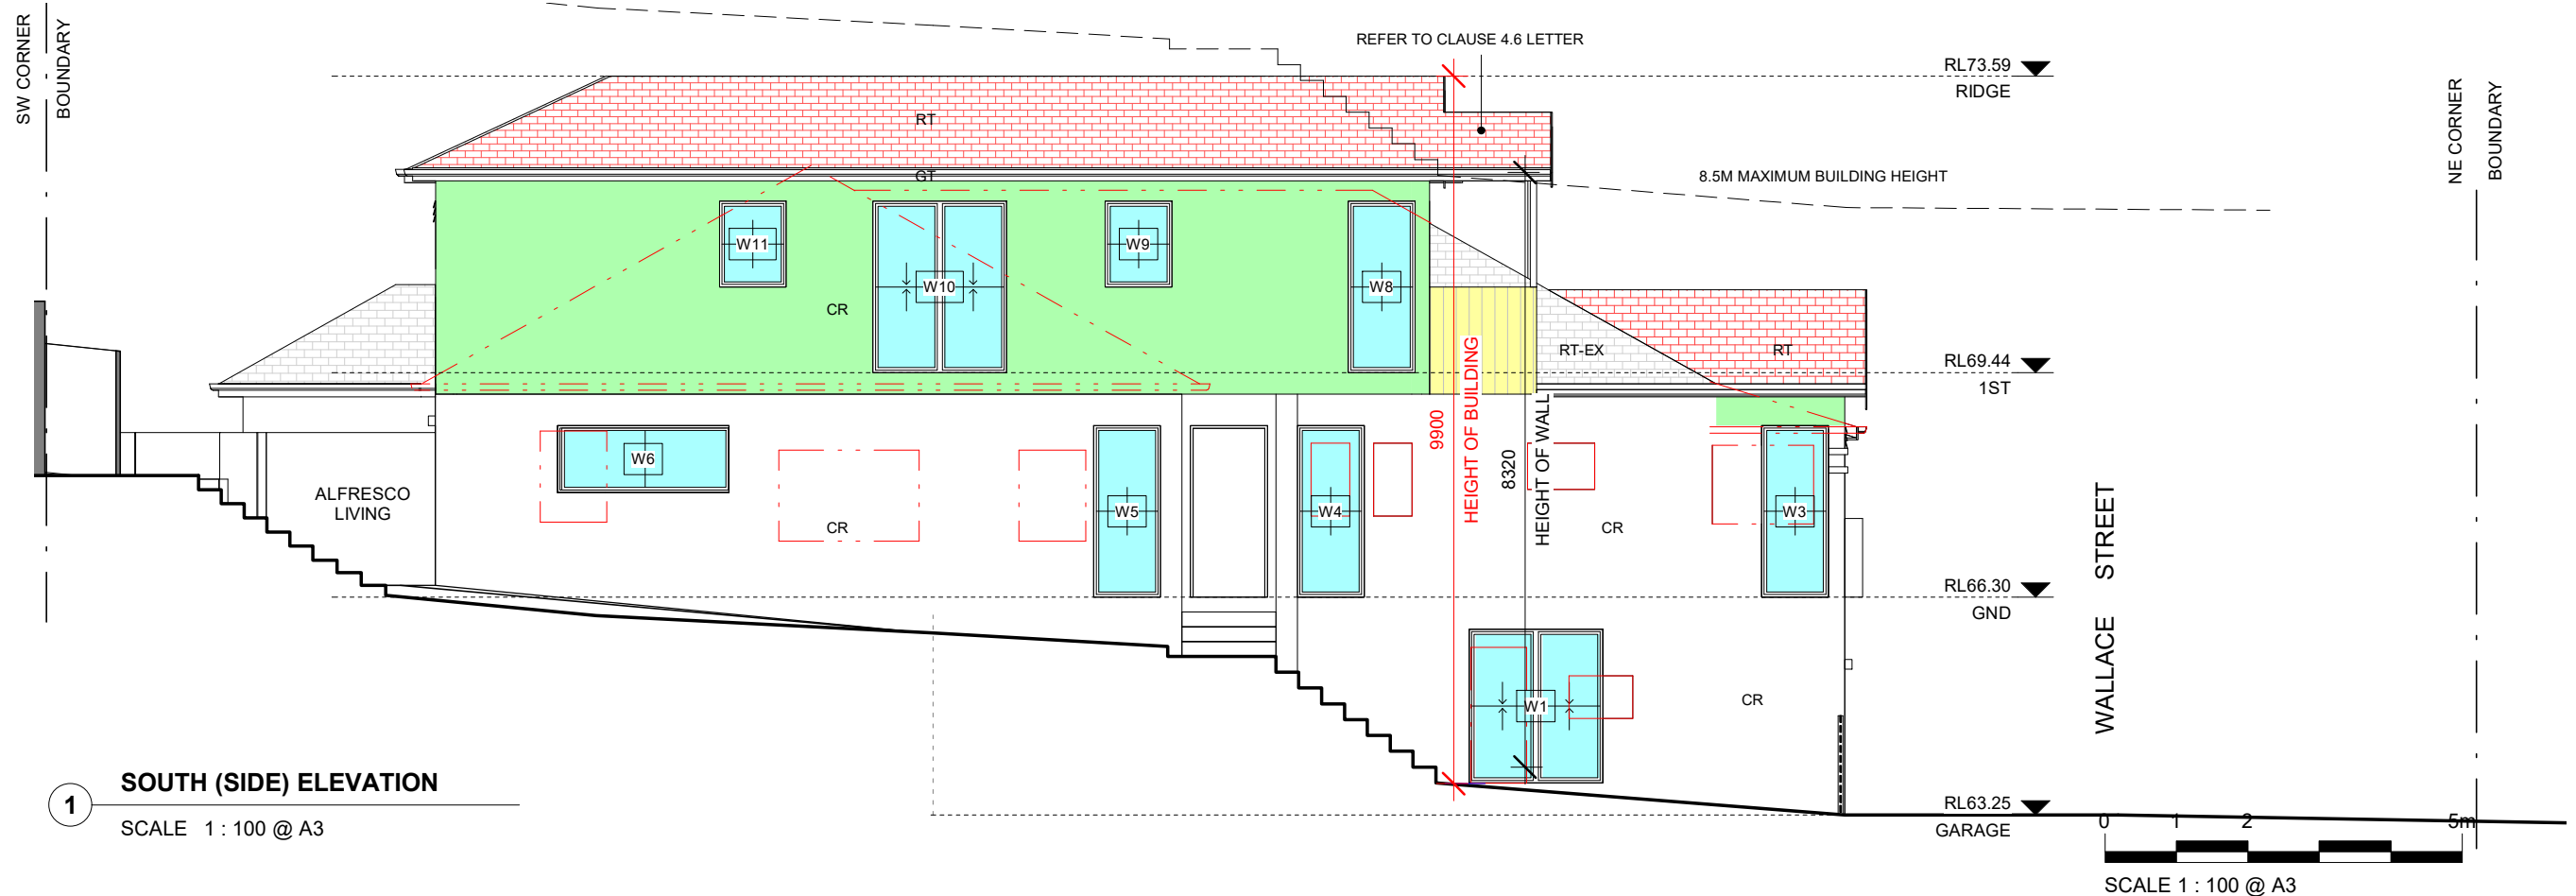 SW CORNER
BOUNDARY
REFER TO CLAUSE 4.6 LETTER
RL73.59
RIDGE
NE CORNER
BOUNDARY
RT
GT
8.5M MAXIMUM BUILDING HEIGHT
W11
W9
W10
W8
CR
RT-EX
RT
RL69.44
1ST
9900
HEIGHT OF BUILDING
8320
HEIGHT OF WALL
W6
ALFRESCO
LIVING
CR
W5
W4
CR
W3
WALLACE STREET
RL66.30
GND
W1
CR
1
SOUTH (SIDE) ELEVATION
SCALE 1 : 100 @ A3
RL63.25
GARAGE
0 1 2 5m
SCALE 1 : 100 @ A3